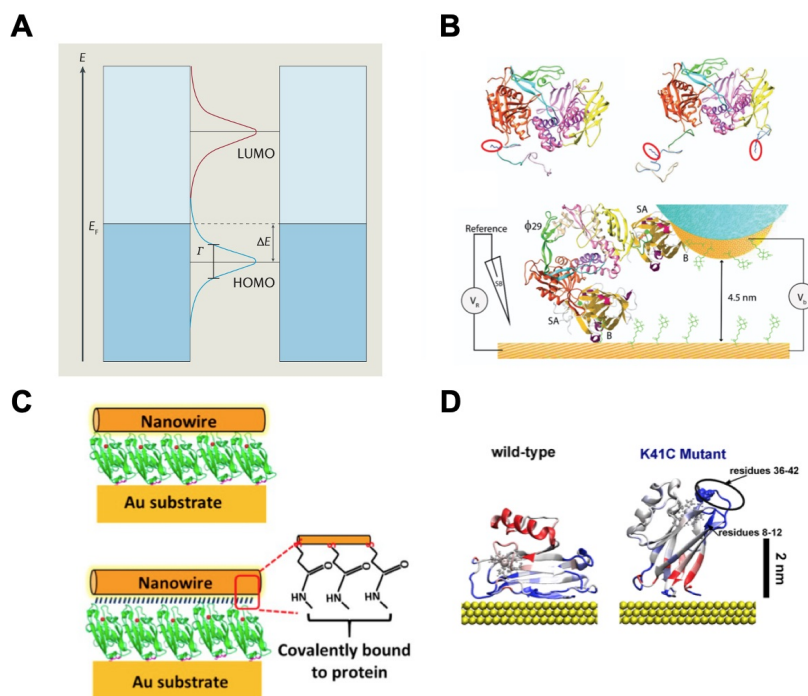 A
E
LUMO
E_F
ΔE
Γ
HOMO
B
SA
ϕ29
Reference
B
SB
4.5 nm
V_R
V_b
SA
B
C
Nanowire
Au substrate
Nanowire
O O O
HN HN HN
Covalently bound
to protein
Au substrate
D
wild-type
K41C Mutant
residues 36-42
residues 8-12
2 nm